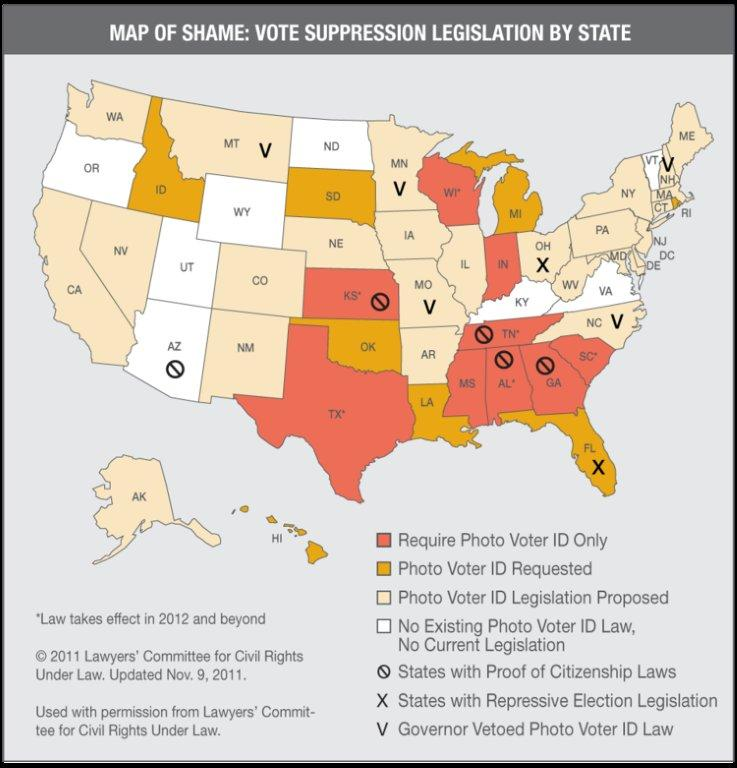 MAP OF SHAME: VOTE SUPPRESSION LEGISLATION BY STATE
WA
MT
V
ND
MN
V
ME
VT
V
NH
OR
ID
SD
WI*
MI
NY
MA
CT
RI
WY
IA
PA
NJ
NE
IL
IN
OH
X
MD
DC
DE
NV
UT
CO
KS*
MO
V
WV
VA
KY
CA
AZ
NM
OK
AR
TN*
NC
V
SC*
MS
AL*
GA
TX*
LA
FL
X
AK
HI
Require Photo Voter ID Only
Photo Voter ID Requested
Photo Voter ID Legislation Proposed
No Existing Photo Voter ID Law,
No Current Legislation
States with Proof of Citizenship Laws
X States with Repressive Election Legislation
V Governor Vetoed Photo Voter ID Law
*Law takes effect in 2012 and beyond
© 2011 Lawyers' Committee for Civil Rights
Under Law. Updated Nov. 9, 2011.
Used with permission from Lawyers' Commit-
tee for Civil Rights Under Law.